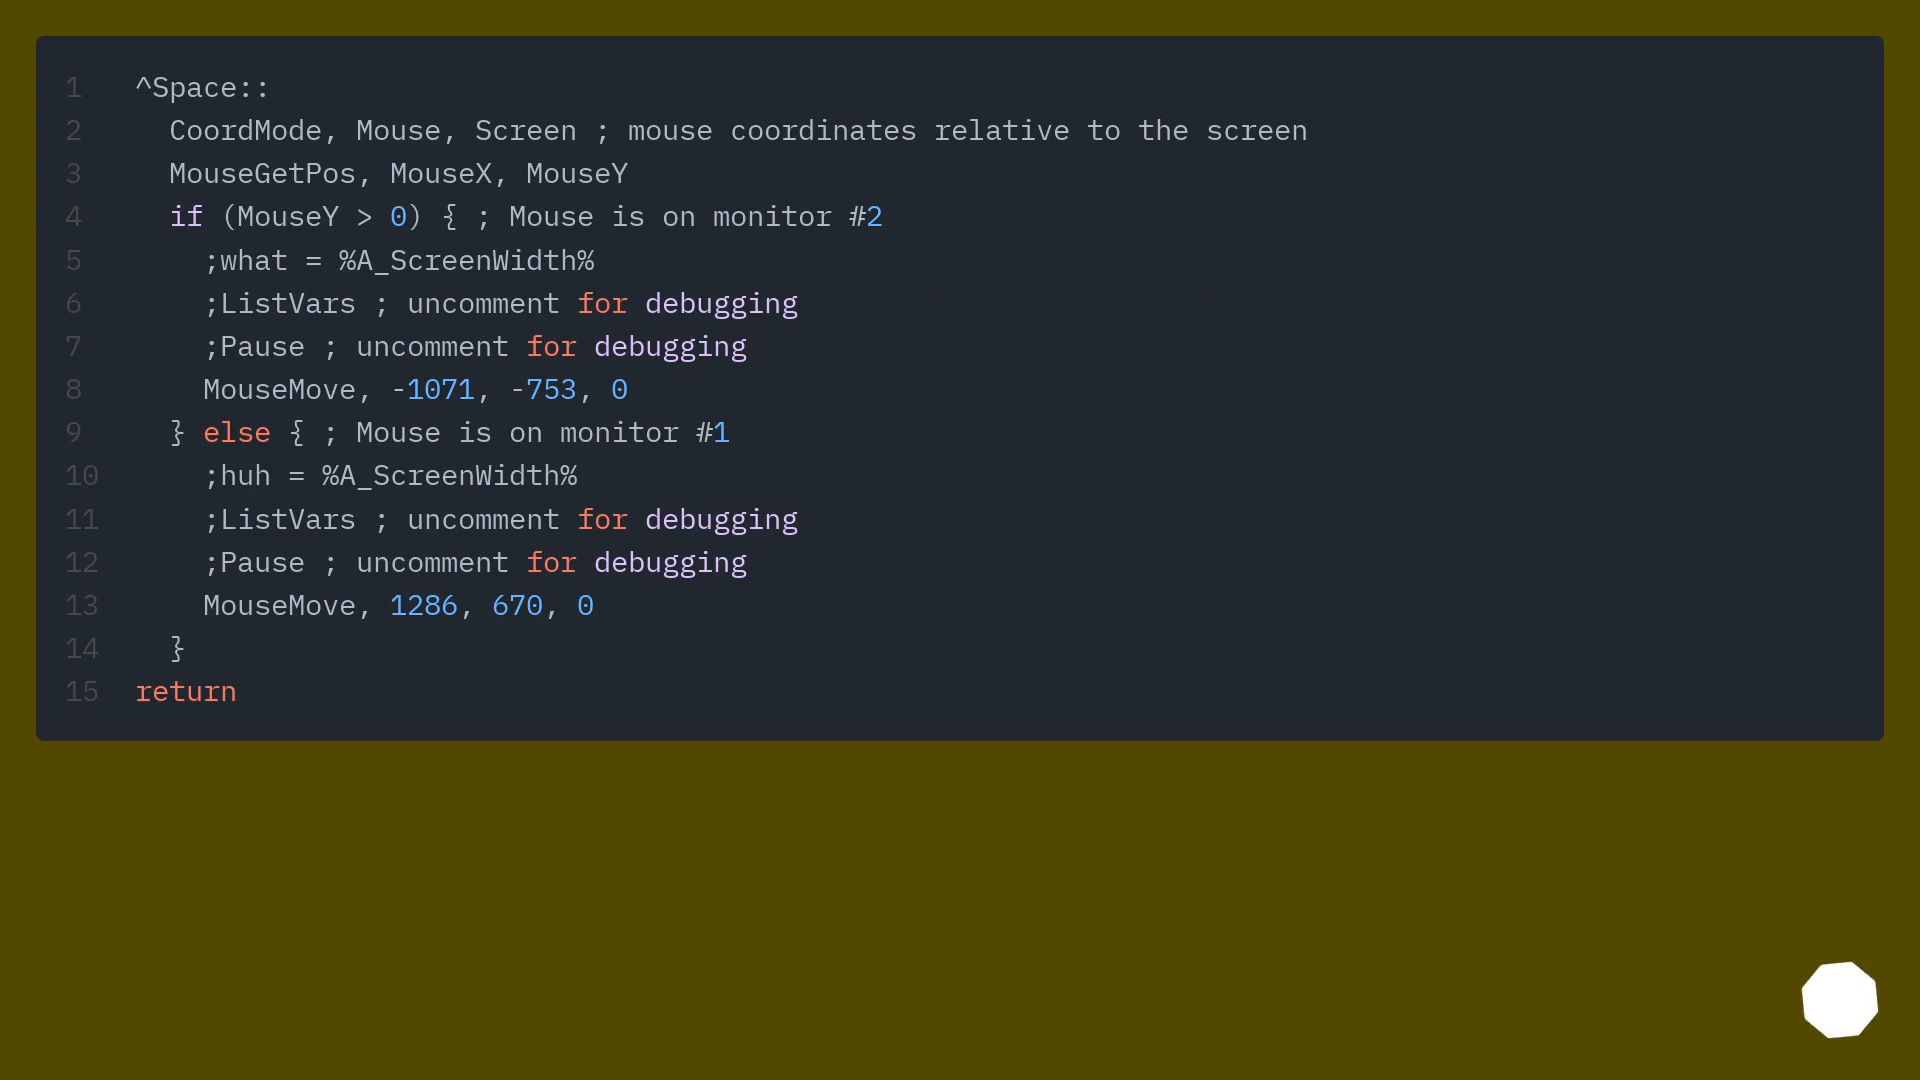 1 ^Space::
2 CoordMode, Mouse, Screen ; mouse coordinates relative to the screen
3 MouseGetPos, MouseX, MouseY
4 if (MouseY > 0) { ; Mouse is on monitor #2
5 ;what = %A_ScreenWidth%
6 ;ListVars ; uncomment for debugging
7 ;Pause ; uncomment for debugging
8 MouseMove, -1071, -753, 0
9 } else { ; Mouse is on monitor #1
10 ;huh = %A_ScreenWidth%
11 ;ListVars ; uncomment for debugging
12 ;Pause ; uncomment for debugging
13 MouseMove, 1286, 670, 0
14 }
15 return